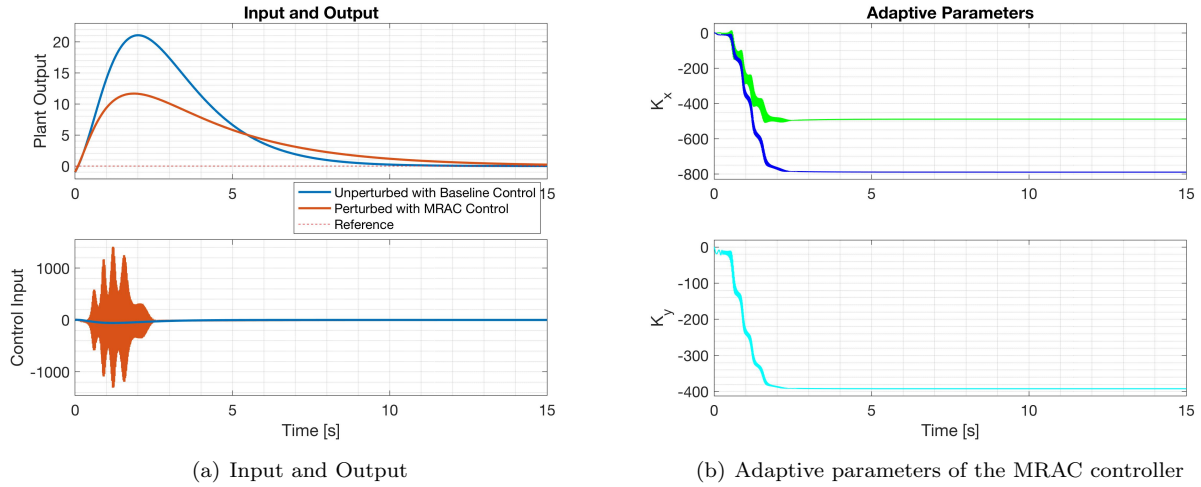 Input and Output
Plant Output
20
15
10
5
0
0
5
10
15
Unperturbed with Baseline Control
Perturbed with MRAC Control
Reference
Control Input
1000
0
-1000
0
5
10
15
Time [s]
(a) Input and Output
Adaptive Parameters
Kx
0
-200
-400
-600
-800
0
5
10
15
Ky
0
-100
-200
-300
-400
0
5
10
15
Time [s]
(b) Adaptive parameters of the MRAC controller